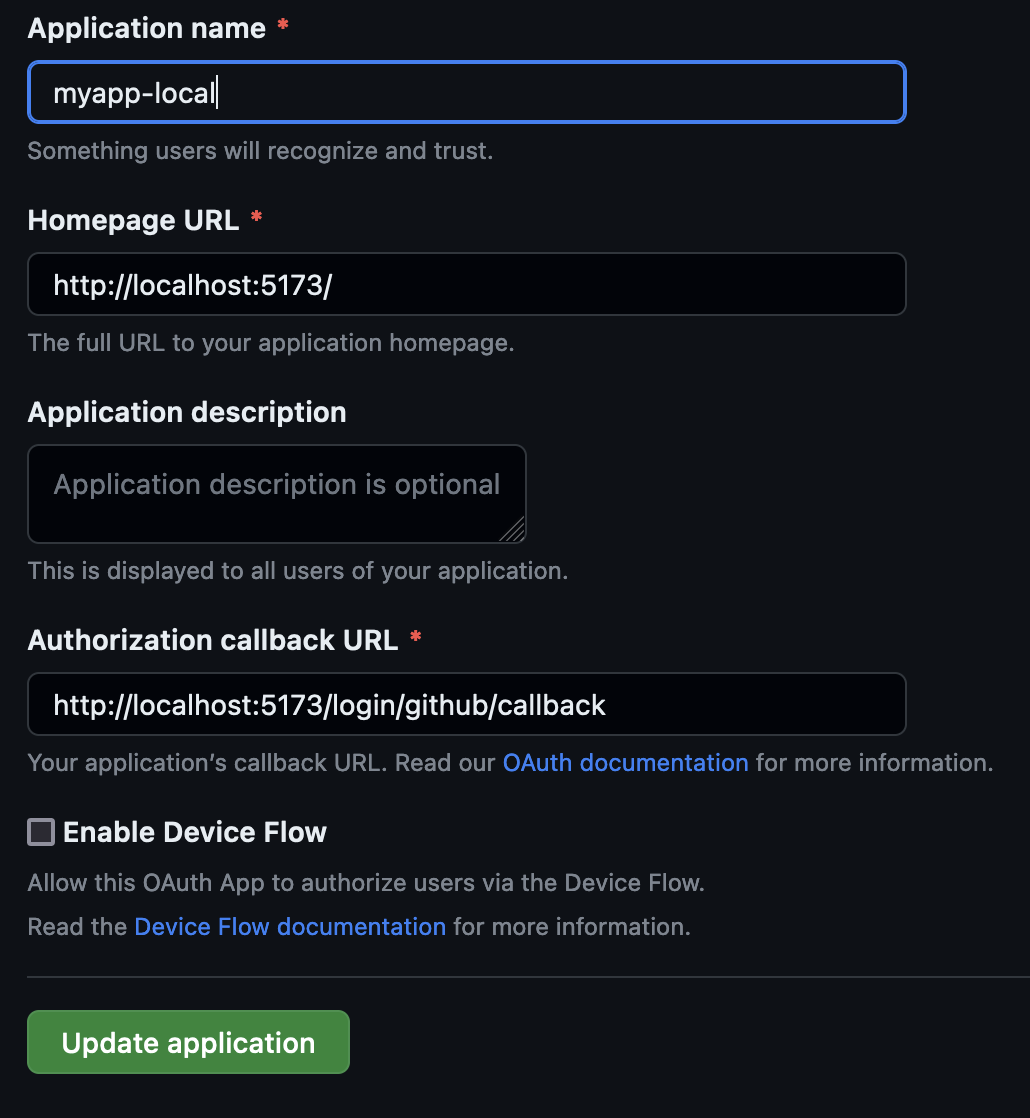 Application name *
myapp-local
Something users will recognize and trust.
Homepage URL *
http://localhost:5173/
The full URL to your application homepage.
Application description
Application description is optional
This is displayed to all users of your application.
Authorization callback URL *
http://localhost:5173/login/github/callback
Your application’s callback URL. Read our OAuth documentation for more information.
Enable Device Flow
Allow this OAuth App to authorize users via the Device Flow.
Read the Device Flow documentation for more information.
Update application